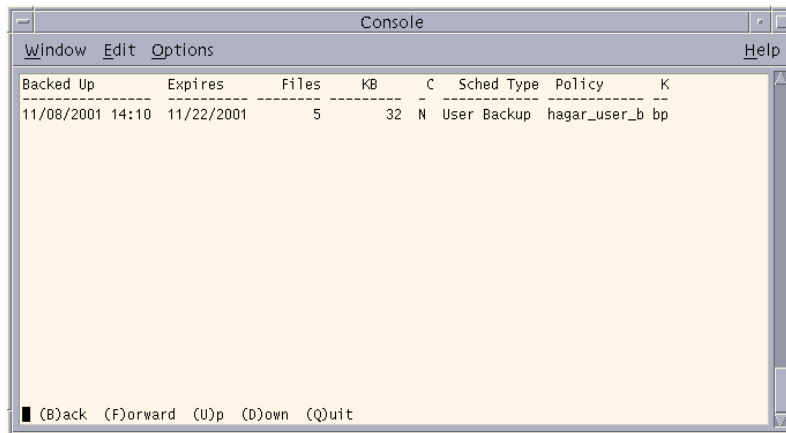 Console
Window Edit Options Help
Backed Up Expires Files KB C Sched Type Policy K
---------------- ---------- -------- ---------- - ------------ ------------ --
11/08/2001 14:10 11/22/2001 5 32 N User Backup hagar_user_b bp
(B)ack (F)orward (U)p (D)own (Q)uit